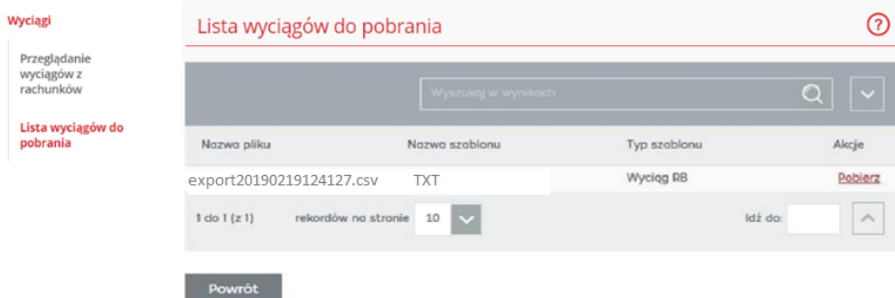 Wyciągi
Przeglądanie
wyciągów z
rachunków
Lista wyciągów do
pobrania
Lista wyciągów do pobrania
?
Wyszukaj w wynikach
Nazwa pliku Nazwa szablonu Typ szablonu Akcje
export20190219124127.csv TXT Wyciąg RB Pobierz
1 do 1 (z 1) rekordów na stronie 10 Idź do:
Powrót